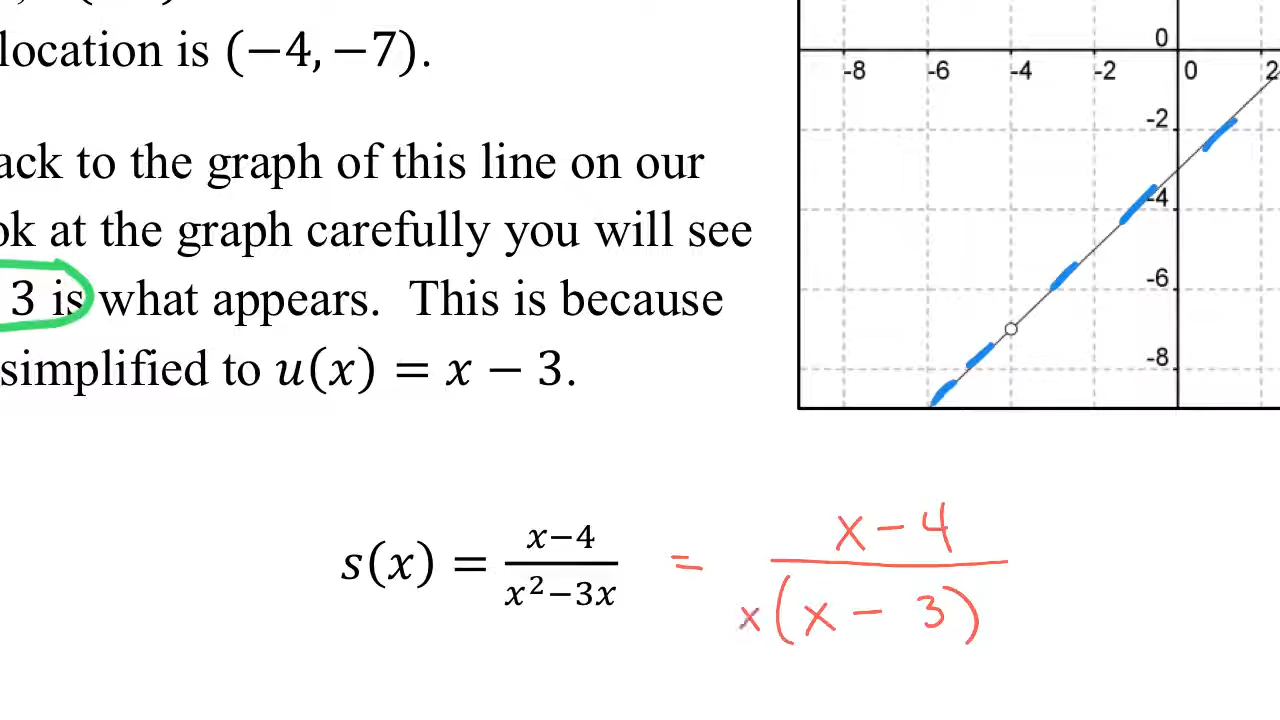 location is (−4, −7).
ack to the graph of this line on our
ok at the graph carefully you will see
3 is what appears. This is because
simplified to u(x) = x − 3.
0
-8 -6 -4 -2 0 2
-2
-4
-6
-8
s(x) = x−4 / x²−3x = x − 4 / x(x − 3)